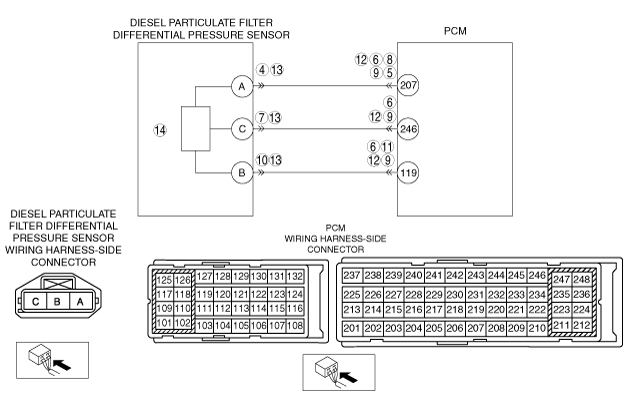 DIESEL PARTICULATE FILTER
DIFFERENTIAL PRESSURE SENSOR
PCM
12 6 8
9 5
4 13
A
207
6
12 9
7 13
C
246
14
6 11
12 9
10 13
B
119
DIESEL PARTICULATE
FILTER DIFFERENTIAL
PRESSURE SENSOR
WIRING HARNESS-SIDE
CONNECTOR
C B A
PCM
WIRING HARNESS-SIDE
CONNECTOR
125 126 127 128 129 130 131 132
117 118 119 120 121 122 123 124
109 110 111 112 113 114 115 116
101 102 103 104 105 106 107 108
237 238 239 240 241 242 243 244 245 246 247 248
225 226 227 228 229 230 231 232 233 234 235 236
213 214 215 216 217 218 219 220 221 222 223 224
201 202 203 204 205 206 207 208 209 210 211 212